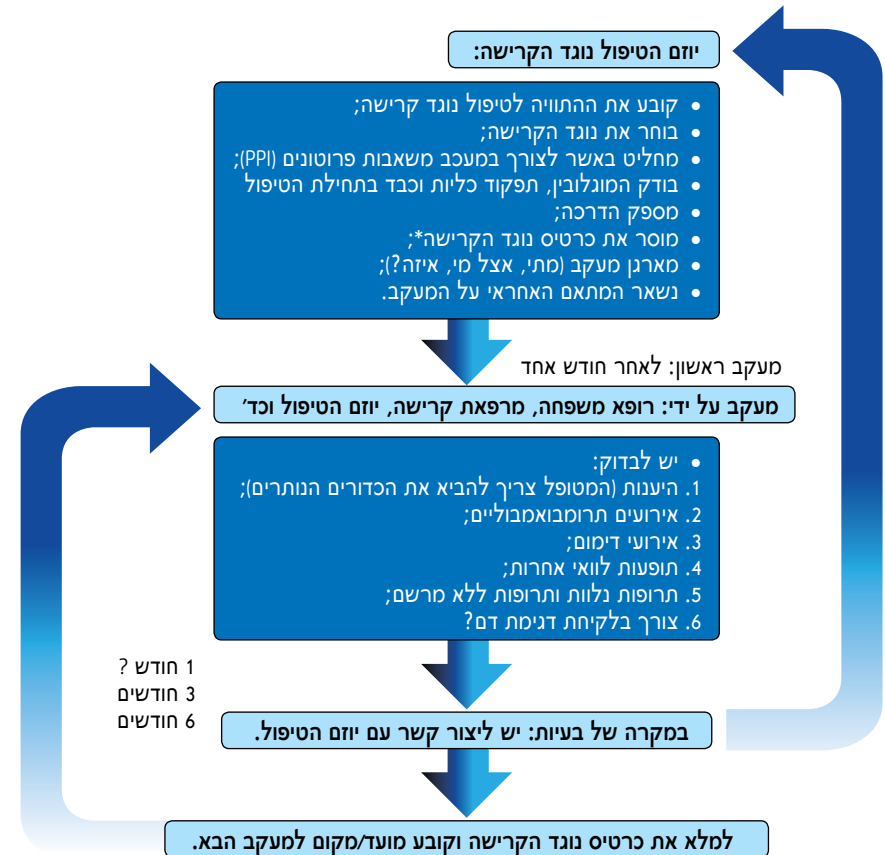 יוזם הטיפול נוגד הקרישה:
• קובע את ההתוויה לטיפול נוגד קרישה;
• בוחר את נוגד הקרישה;
• מחליט באשר לצורך במעכב משאבות פרוטונים (PPI);
• בודק המוגלובין, תפקוד כליות וכבד בתחילת הטיפול
• מספק הדרכה;
• מוסר את כרטיס נוגד הקרישה*;
• מארגן מעקב (מתי, אצל מי, איזה?);
• נשאר המתאם האחראי על המעקב.
מעקב ראשון: לאחר חודש אחד
מעקב על ידי: רופא משפחה, מרפאת קרישה, יוזם הטיפול וכד׳
• יש לבדוק:
1. היענות (המטופל צריך להביא את הכדורים הנותרים);
2. אירועים תרומבואמבוליים;
3. אירועי דימום;
4. תופעות לוואי אחרות;
5. תרופות נלוות ותרופות ללא מרשם;
6. צורך בלקיחת דגימת דם?
1 חודש ?
3 חודשים
6 חודשים
במקרה של בעיות: יש ליצור קשר עם יוזם הטיפול.
למלא את כרטיס נוגד הקרישה וקובע מועד/מקום למעקב הבא.